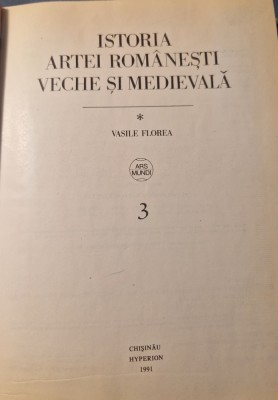 ISTORIA
ARTEI ROMÂNEȘTI
VECHE ȘI MEDIEVALĂ
*
VASILE FLOREA
ARS
MUNDI
3
CHIȘINĂU
HYPERION
1991